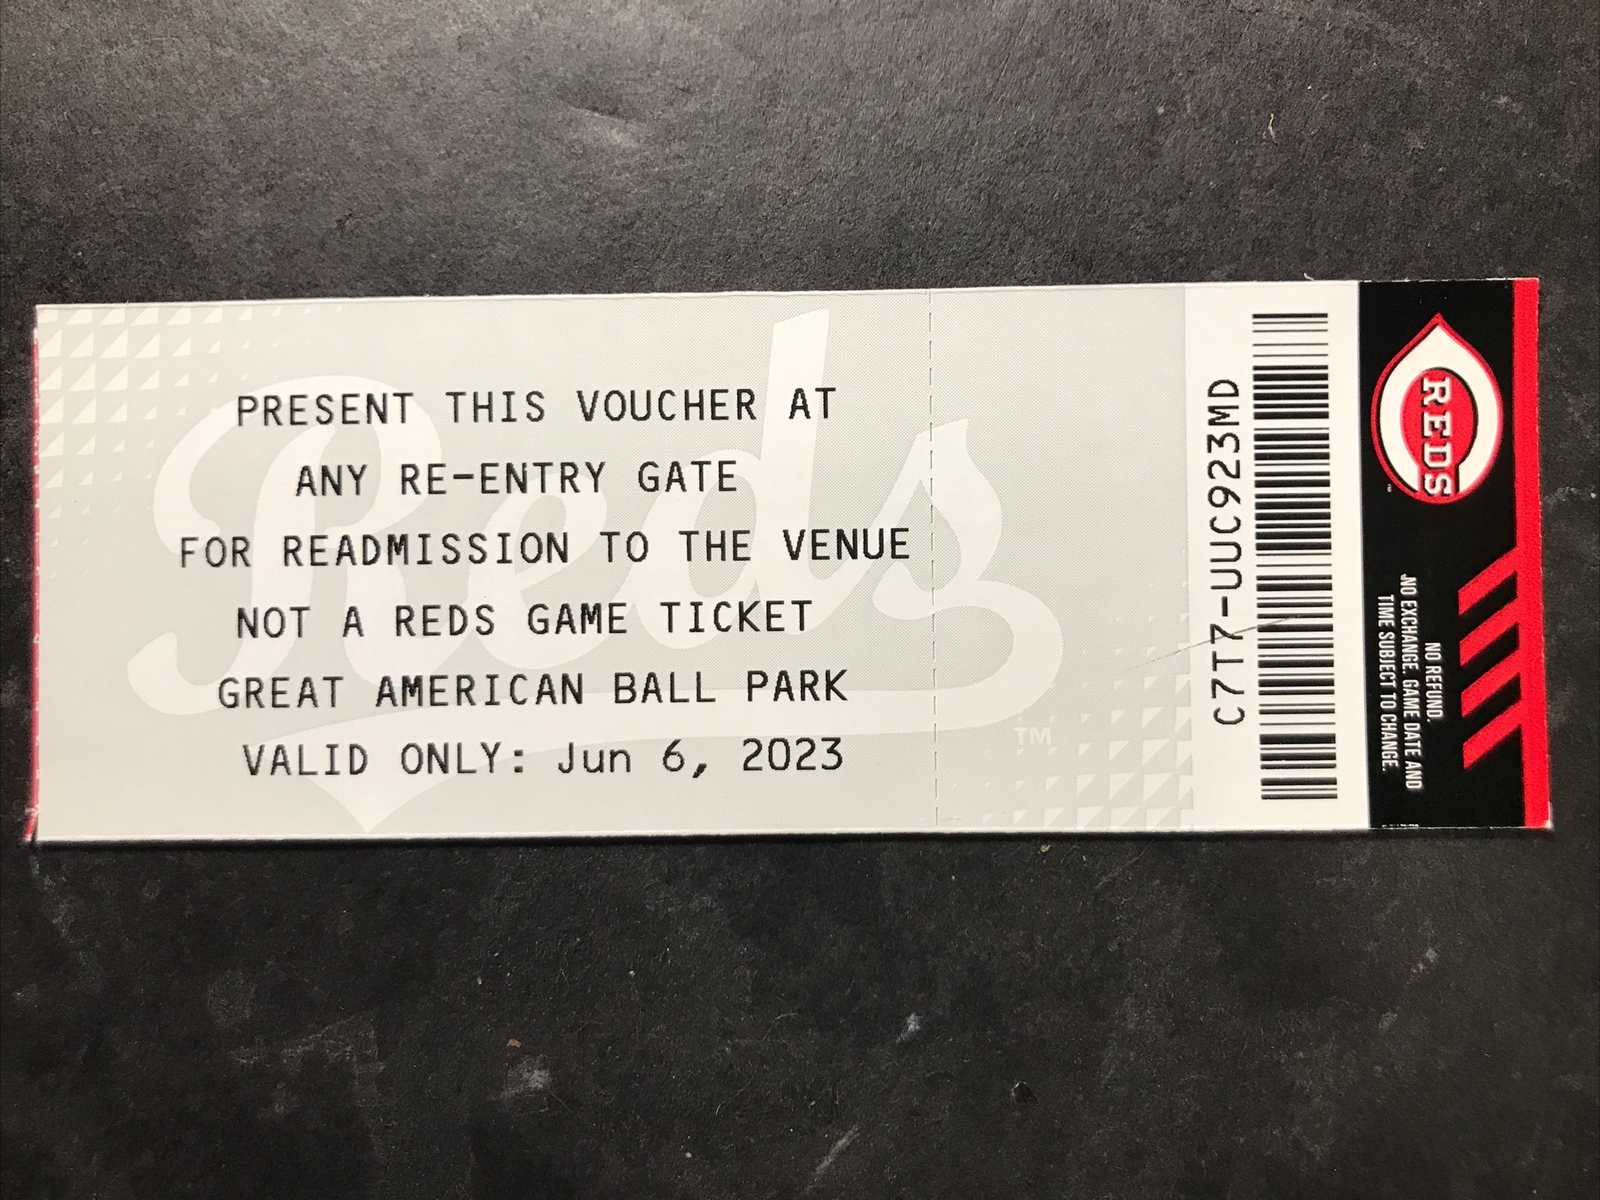 PRESENT THIS VOUCHER AT
ANY RE-ENTRY GATE
FOR READMISSION TO THE VENUE
NOT A REDS GAME TICKET
GREAT AMERICAN BALL PARK
VALID ONLY: Jun 6, 2023
Reds
TM
C7T7-UUC923MD
REDS
NO REFUND.
NO EXCHANGE. GAME DATE AND
TIME SUBJECT TO CHANGE.